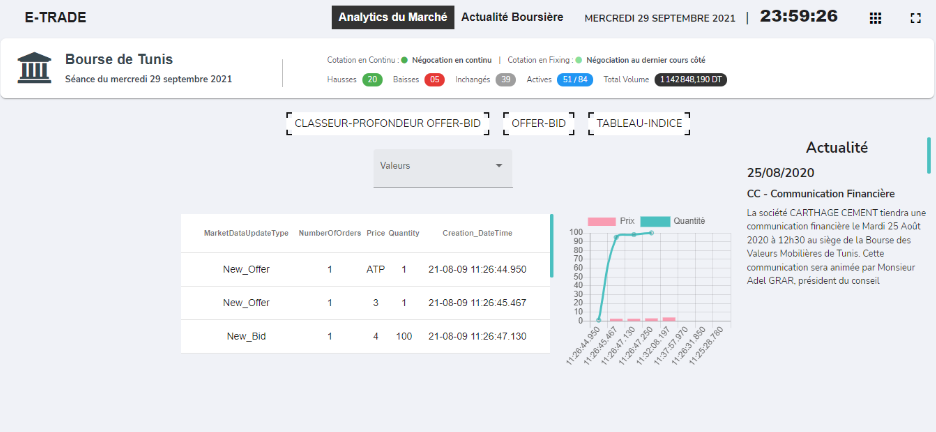 E-TRADE
Analytics du Marché
Actualité Boursière
MERCREDI 29 SEPTEMBRE 2021 | 23:59:26
Bourse de Tunis
Séance du mercredi 29 septembre 2021
Cotation en Continu : Négocation en continu | Cotation en Fixing : Négociation au dernier cours côté
Hausses 20 Baisses 05 Inchangés 39 Actives 51 / 84 Total Volume 1 142 848,190 DT
CLASSEUR-PROFONDEUR OFFER-BID
OFFER-BID
TABLEAU-INDICE
Valeurs
MarketDataUpdateType NumberOfOrders Price Quantity Creation_DateTime
New_Offer 1 ATP 1 21-08-09 11:26:44.950
New_Offer 1 3 1 21-08-09 11:26:45.467
New_Bid 1 4 100 21-08-09 11:26:47.130
Prix Quantité
100
90
80
70
60
50
40
30
20
10
0
11:26:44.950
11:26:45.467
11:26:47.130
11:26:47.250
11:32:08.197
11:37:57.970
11:26:31.850
11:25:28.780
Actualité
25/08/2020
CC - Communication Financière
La société CARTHAGE CEMENT tiendra une
communication financière le Mardi 25 Août
2020 à 12h30 au siège de la Bourse des
Valeurs Mobilières de Tunis. Cette
communication sera animée par Monsieur
Adel GRAR, président du conseil